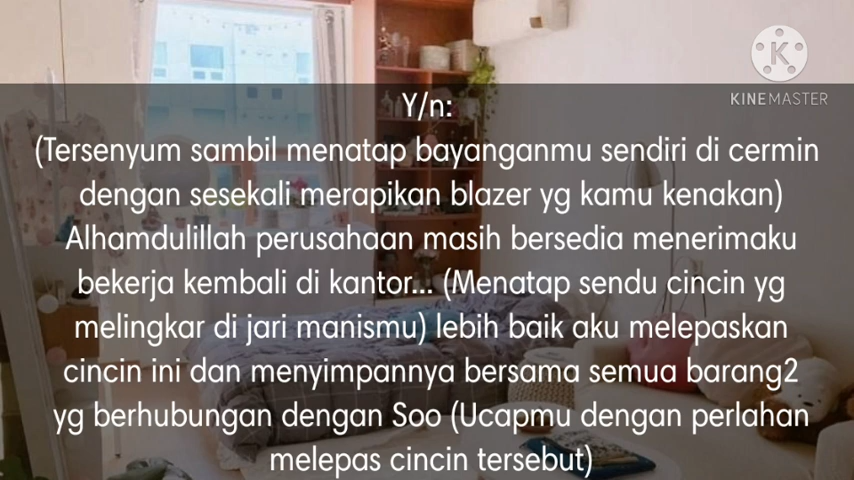 KINEMASTER
Y/n:
(Tersenyum sambil menatap bayanganmu sendiri di cermin
dengan sesekali merapikan blazer yg kamu kenakan)
Alhamdulillah perusahaan masih bersedia menerimaku
bekerja kembali di kantor... (Menatap sendu cincin yg
melingkar di jari manismu) lebih baik aku melepaskan
cincin ini dan menyimpannya bersama semua barang2
yg berhubungan dengan Soo (Ucapmu dengan perlahan
melepas cincin tersebut)